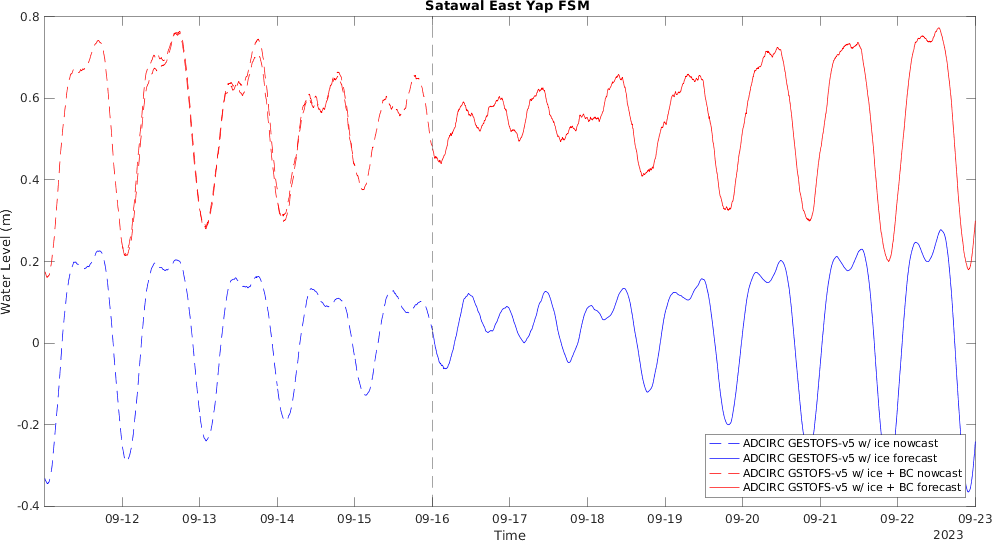 Satawal East Yap FSM
0.8
0.6
0.4
0.2
0
-0.2
-0.4
Water Level (m)
ADCIRC GESTOFS-v5 w/ ice nowcast
ADCIRC GESTOFS-v5 w/ ice forecast
ADCIRC GSTOFS-v5 w/ ice + BC nowcast
ADCIRC GSTOFS-v5 w/ ice + BC forecast
09-12 09-13 09-14 09-15 09-16 09-17 09-18 09-19 09-20 09-21 09-22 09-23
Time
2023